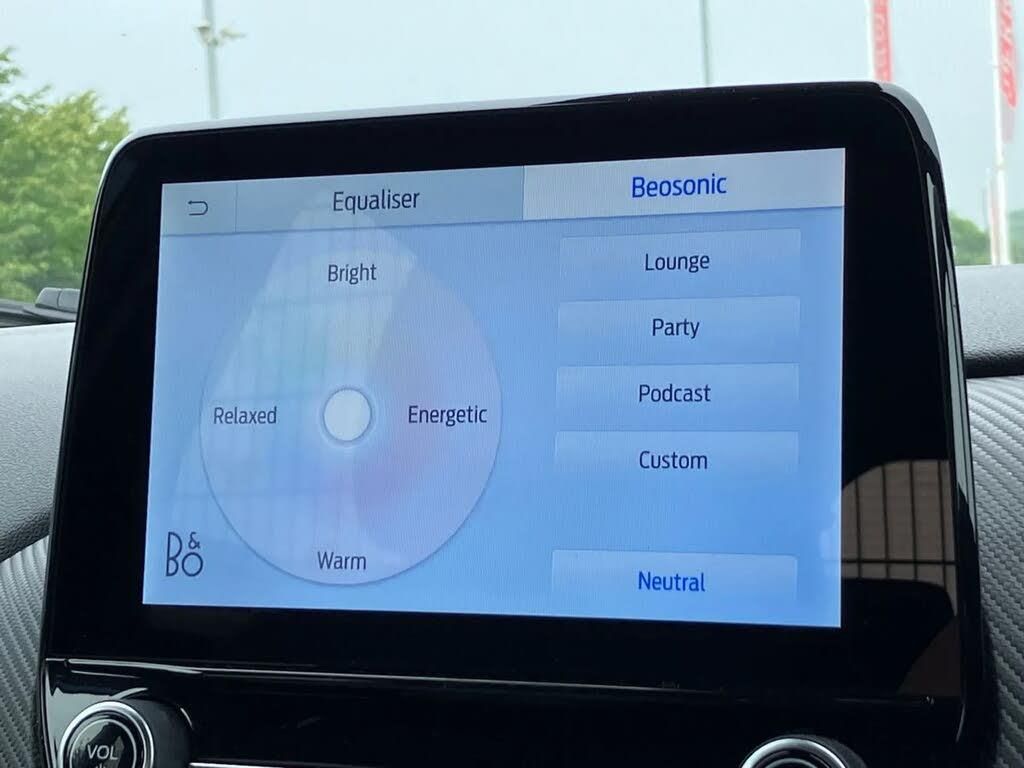 Equaliser
Beosonic
Bright
Relaxed
Energetic
Warm
B&O
Lounge
Party
Podcast
Custom
Neutral
VOL